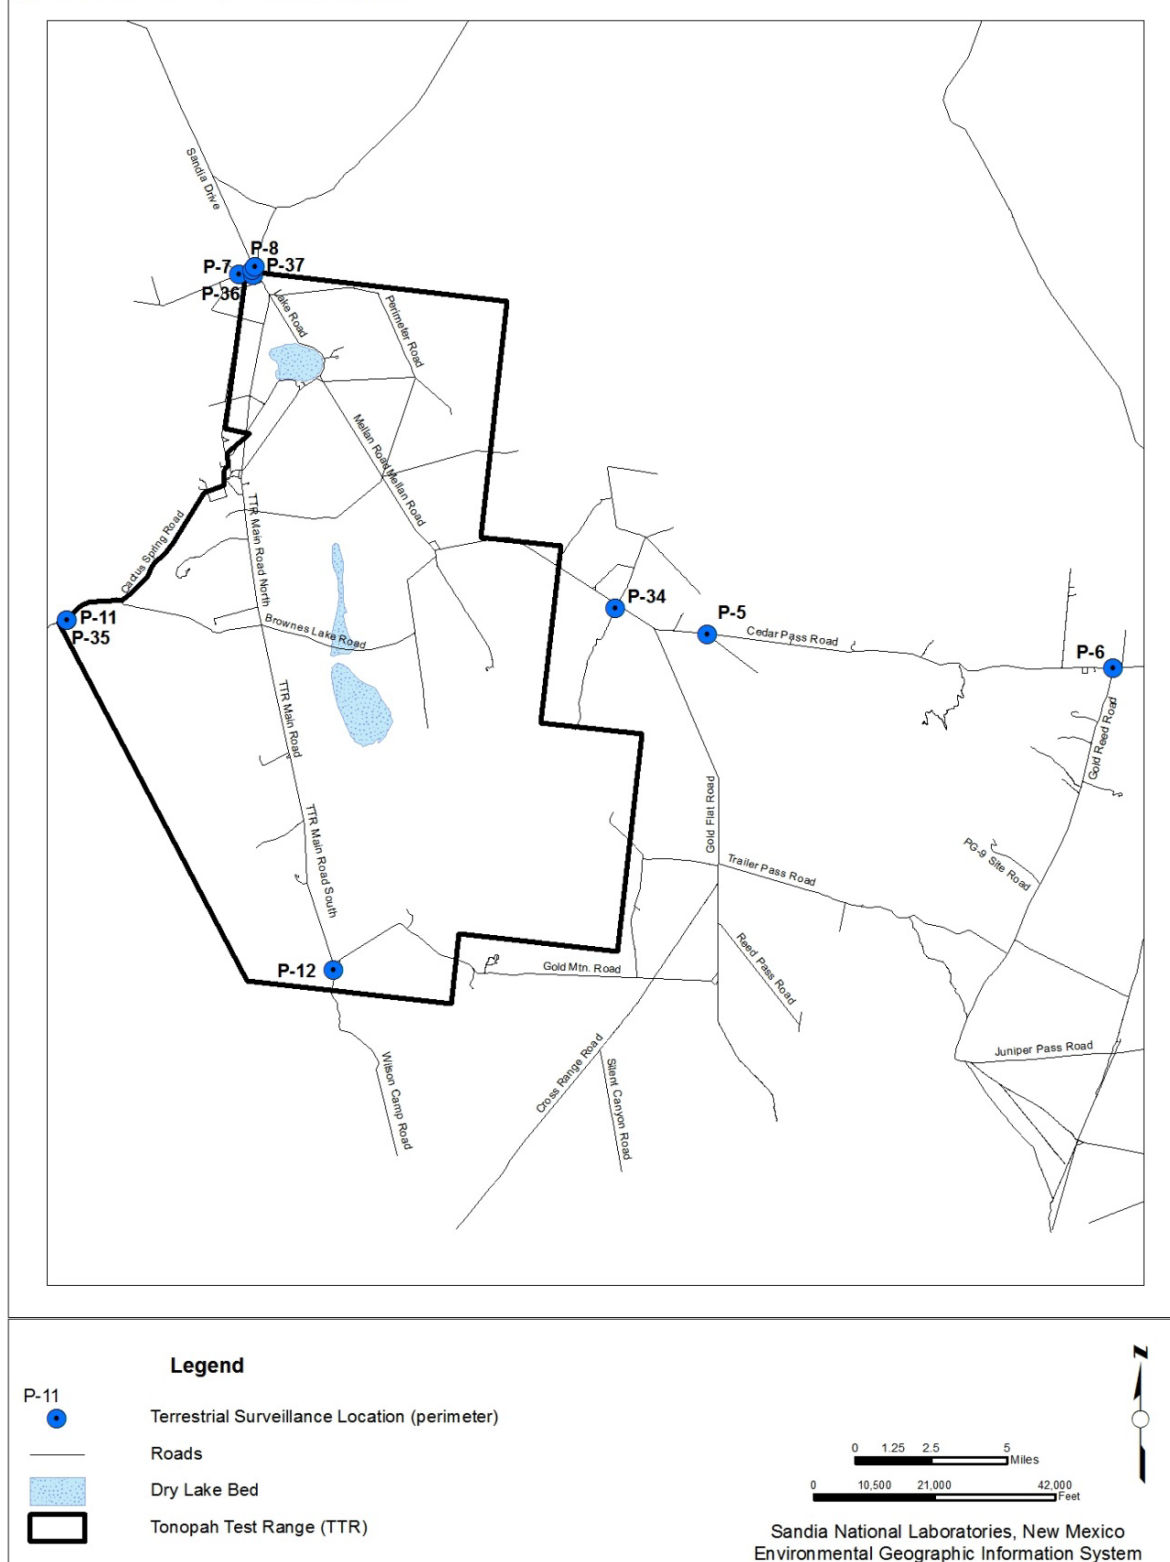 Sandia Drive
P-8
P-7
P-37
P-36
Lake Road
Perimeter Road
Mellan Road
Mellan Road
Cactus Spring Road
TTR Main Road North
P-34
P-11
P-35
Brownes Lake Road
P-5
Cedar Pass Road
P-6
TTR Main Road
Gold Reed Road
Gold Flat Road
TTR Main Road South
Trailer Pass Road
PG-9 Site Road
P-12
Gold Mtn. Road
Reed Pass Road
Wilson Camp Road
Cross Range Road
Silent Canyon Road
Juniper Pass Road
Legend
P-11
Terrestrial Surveillance Location (perimeter)
Roads
Dry Lake Bed
Tonopah Test Range (TTR)
N
0 1.25 2.5 5
Miles
0 10,500 21,000 42,000
Feet
Sandia National Laboratories, New Mexico
Environmental Geographic Information System